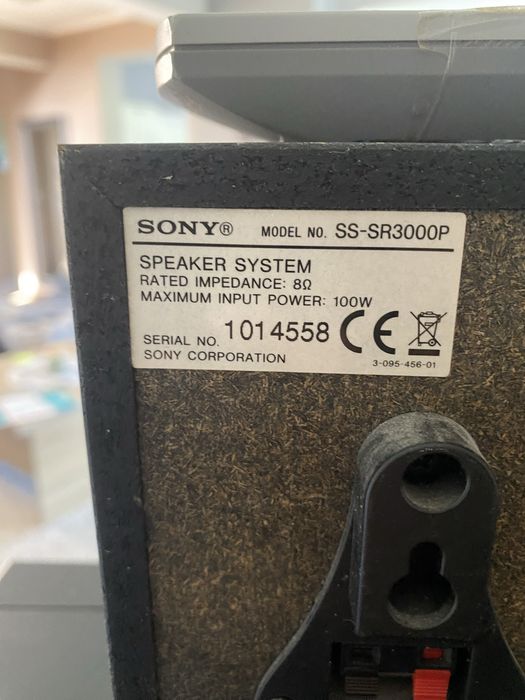 SONY® MODEL NO. SS-SR3000P
SPEAKER SYSTEM
RATED IMPEDANCE: 8Ω
MAXIMUM INPUT POWER: 100W
SERIAL NO. 1014558 CE
SONY CORPORATION 3-095-456-01